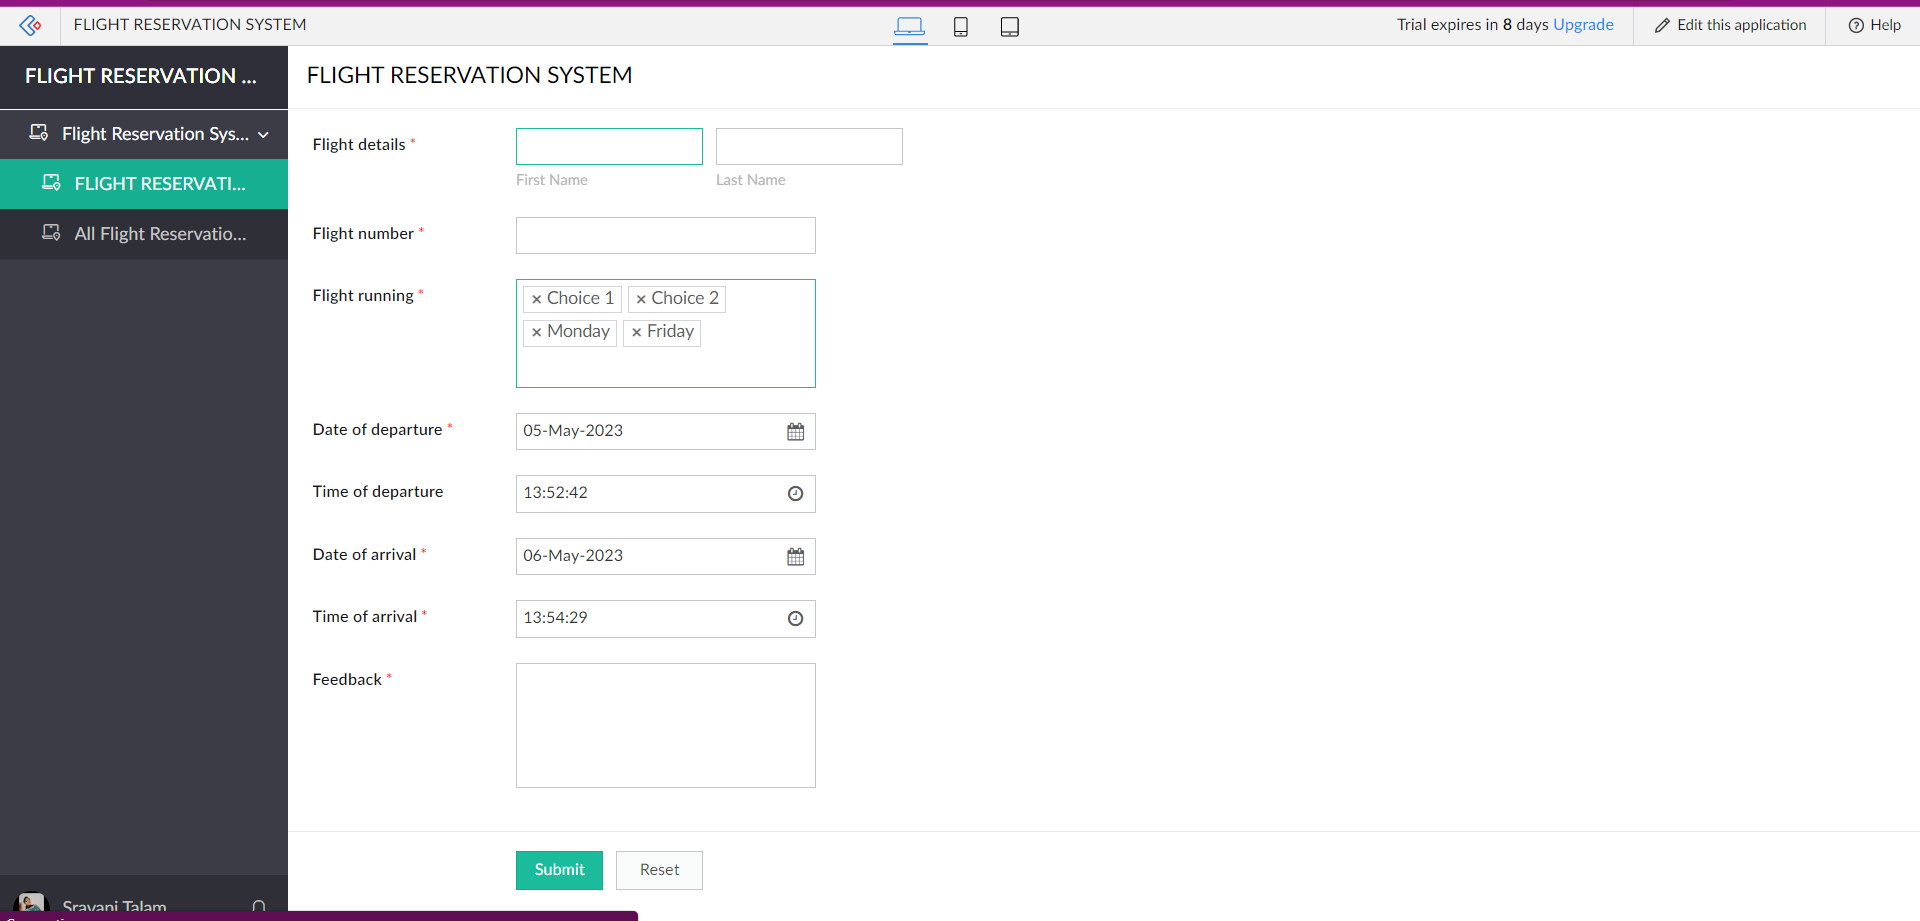 FLIGHT RESERVATION SYSTEM
Trial expires in 8 days Upgrade
Edit this application
Help
FLIGHT RESERVATION ...
Flight Reservation Sys...
FLIGHT RESERVATI...
All Flight Reservatio...
FLIGHT RESERVATION SYSTEM
Flight details *
First Name
Last Name
Flight number *
Flight running *
× Choice 1 × Choice 2
× Monday × Friday
Date of departure *
05-May-2023
Time of departure
13:52:42
Date of arrival *
06-May-2023
Time of arrival *
13:54:29
Feedback *
Submit
Reset
Sravani Talam